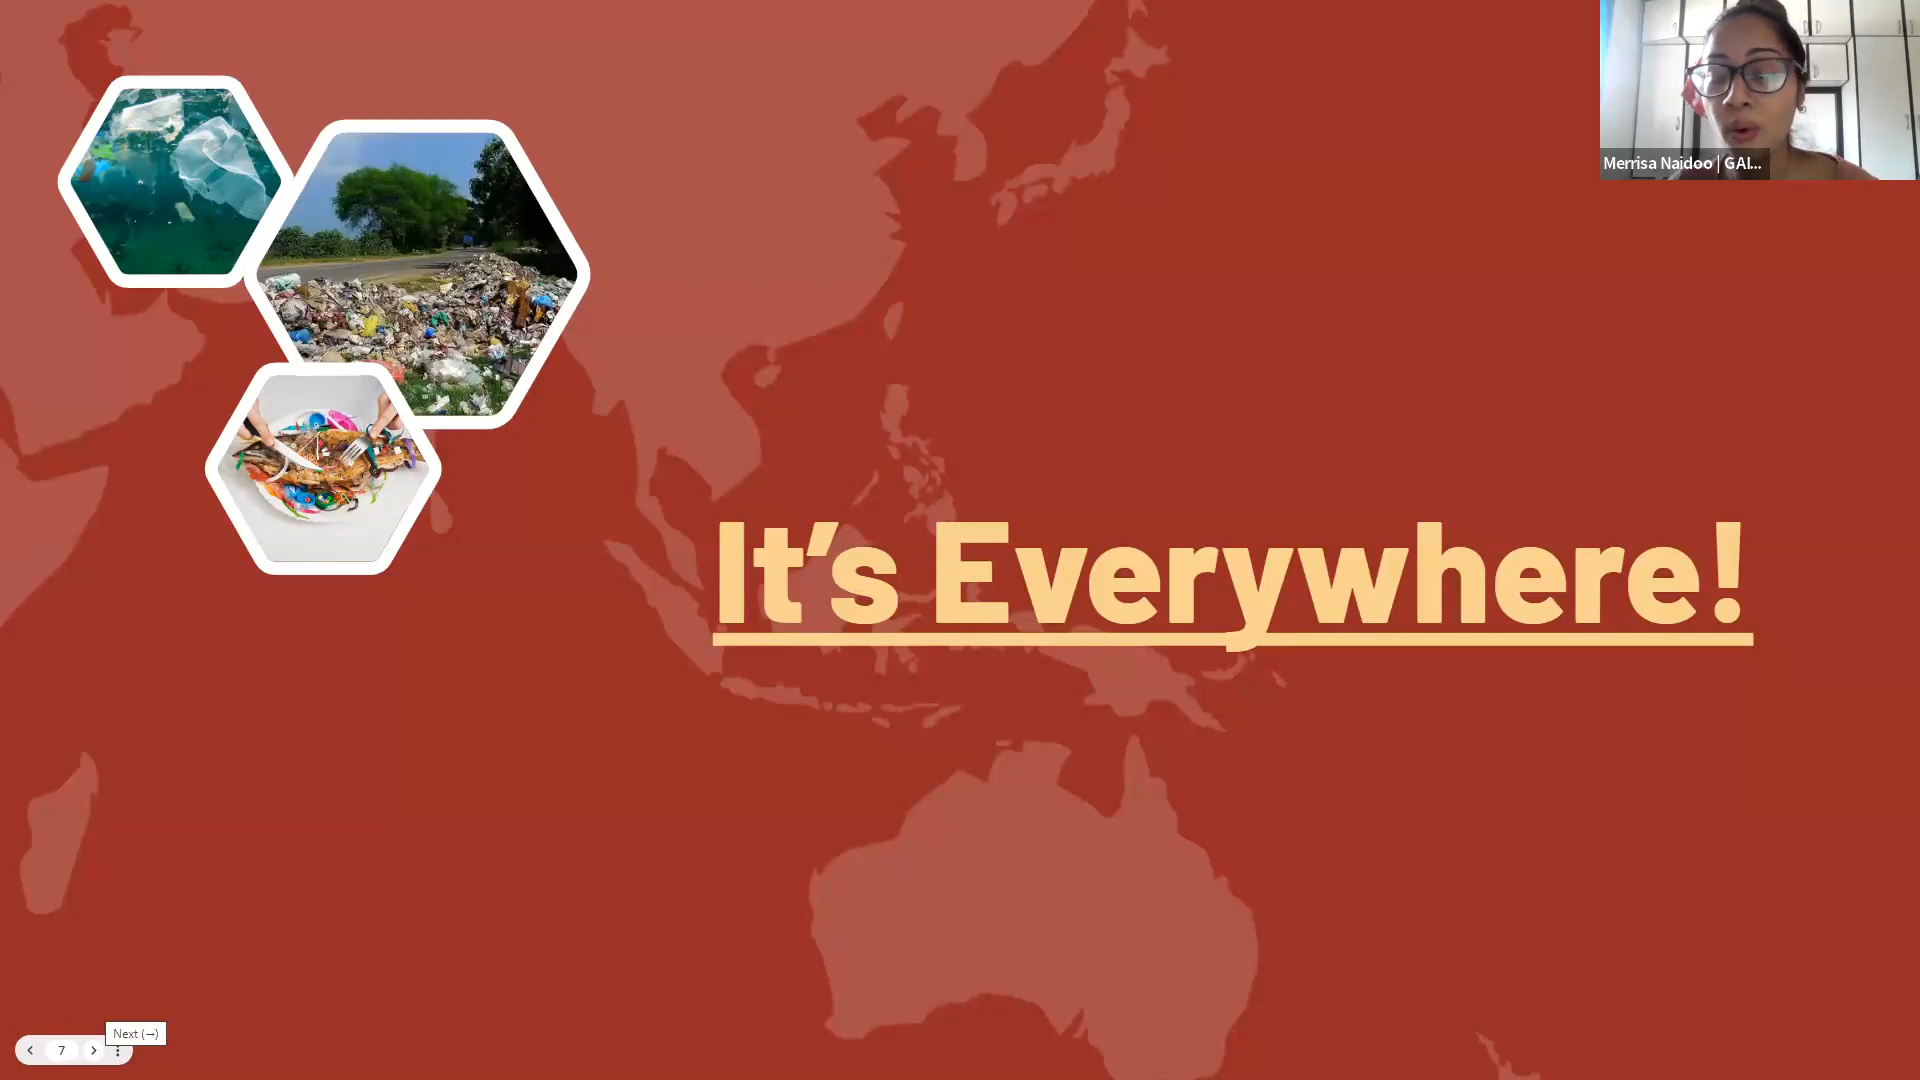 Merrisa Naidoo | GAI...
It’s Everywhere!
Next (→)
7